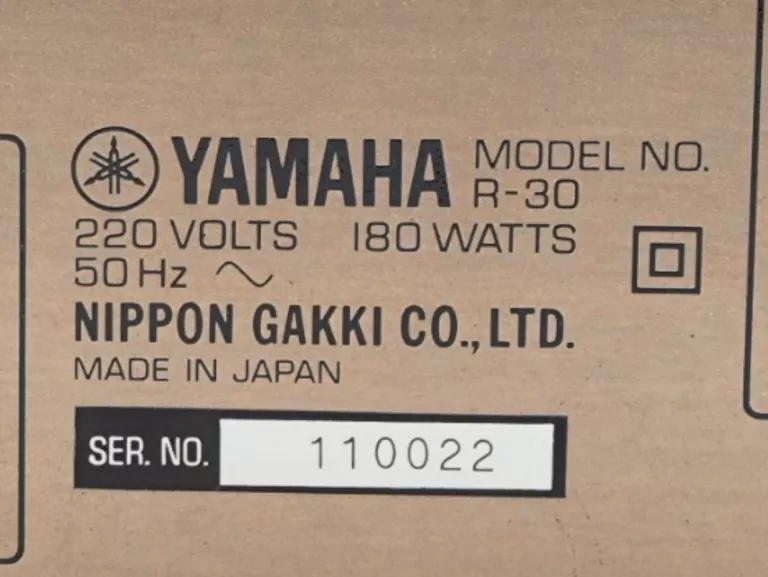 YAMAHA MODEL NO.
R-30
220 VOLTS 180 WATTS
50 Hz ~
NIPPON GAKKI CO., LTD.
MADE IN JAPAN
SER. NO. 110022